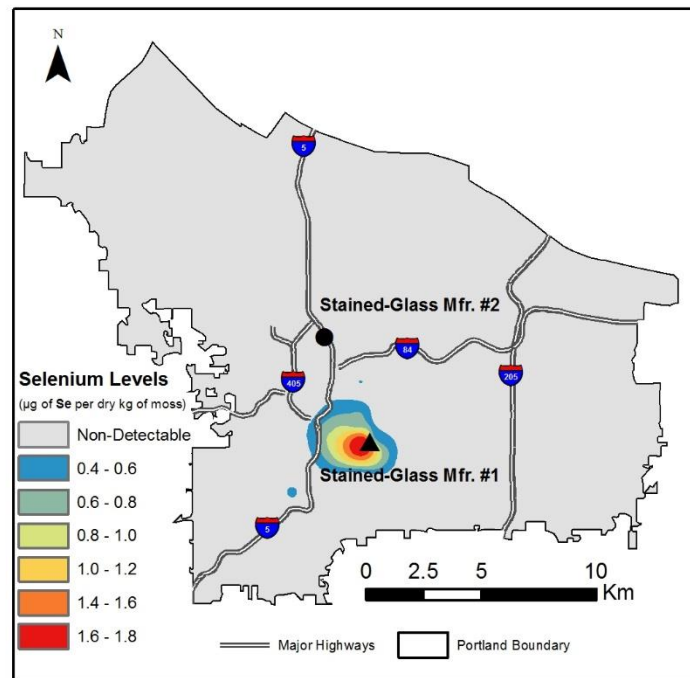 N
5
Stained-Glass Mfr. #2
84
405
205
Selenium Levels
(µg of Se per dry kg of moss)
Non-Detectable
0.4 - 0.6
0.6 - 0.8
0.8 - 1.0
1.0 - 1.2
1.4 - 1.6
1.6 - 1.8
Stained-Glass Mfr. #1
5
0 2.5 5 10
Km
Major Highways Portland Boundary